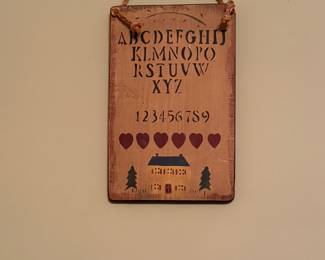 ABCDEFGHIJ
KLMNOPQ
RSTUVW
XYZ
123456789